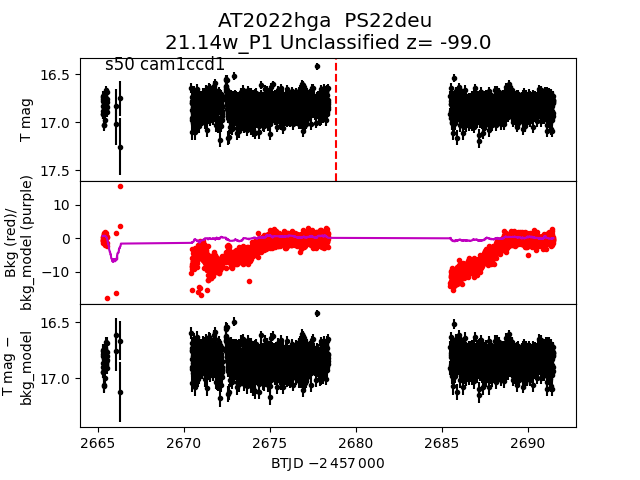 AT2022hga  PS22deu
21.14w_P1 Unclassified z= -99.0
s50 cam1ccd1
T mag
16.5
17.0
17.5
Bkg (red)/
bkg_model (purple)
10
0
−10
T mag −
bkg_model
16.5
17.0
2665
2670
2675
2680
2685
2690
BTJD −2 457 000